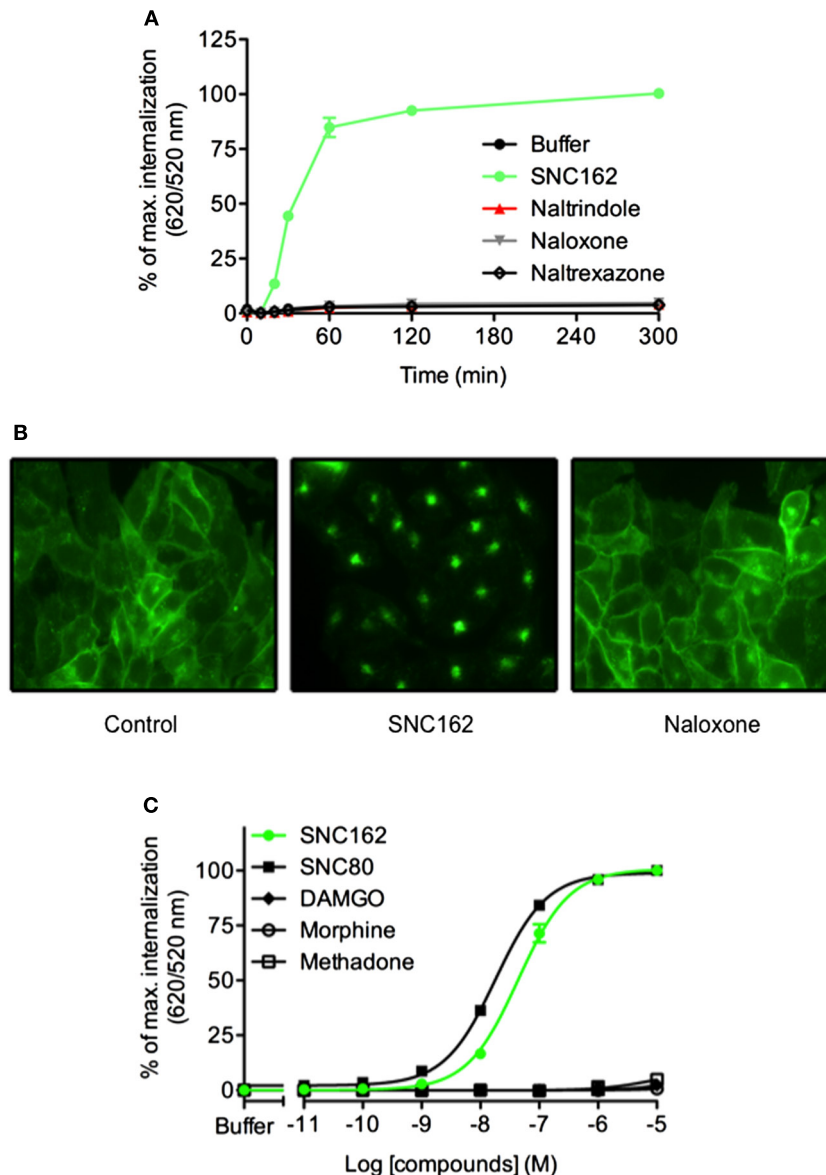 A
% of max. internalization
(620/520 nm)
125
100
75
50
25
0
Buffer
SNC162
Naltrindole
Naloxone
Naltrexazone
0 60 120 180 240 300
Time (min)
B
Control SNC162 Naloxone
C
% of max. internalization
(620/520 nm)
SNC162
SNC80
DAMGO
Morphine
Methadone
100
75
50
25
0
Buffer -11 -10 -9 -8 -7 -6 -5
Log [compounds] (M)